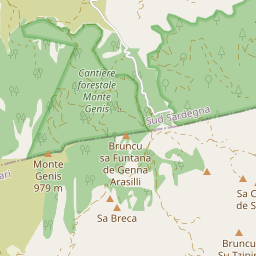 Cantiere
forestale
Monte
Genis
Sud Sardegna
Bruncu
sa Funtana
de Genna
Arasilli
Monte
Genis
979 m
ari
Bruncu
Su Tzipi
Sa C
de S
Sa Breca